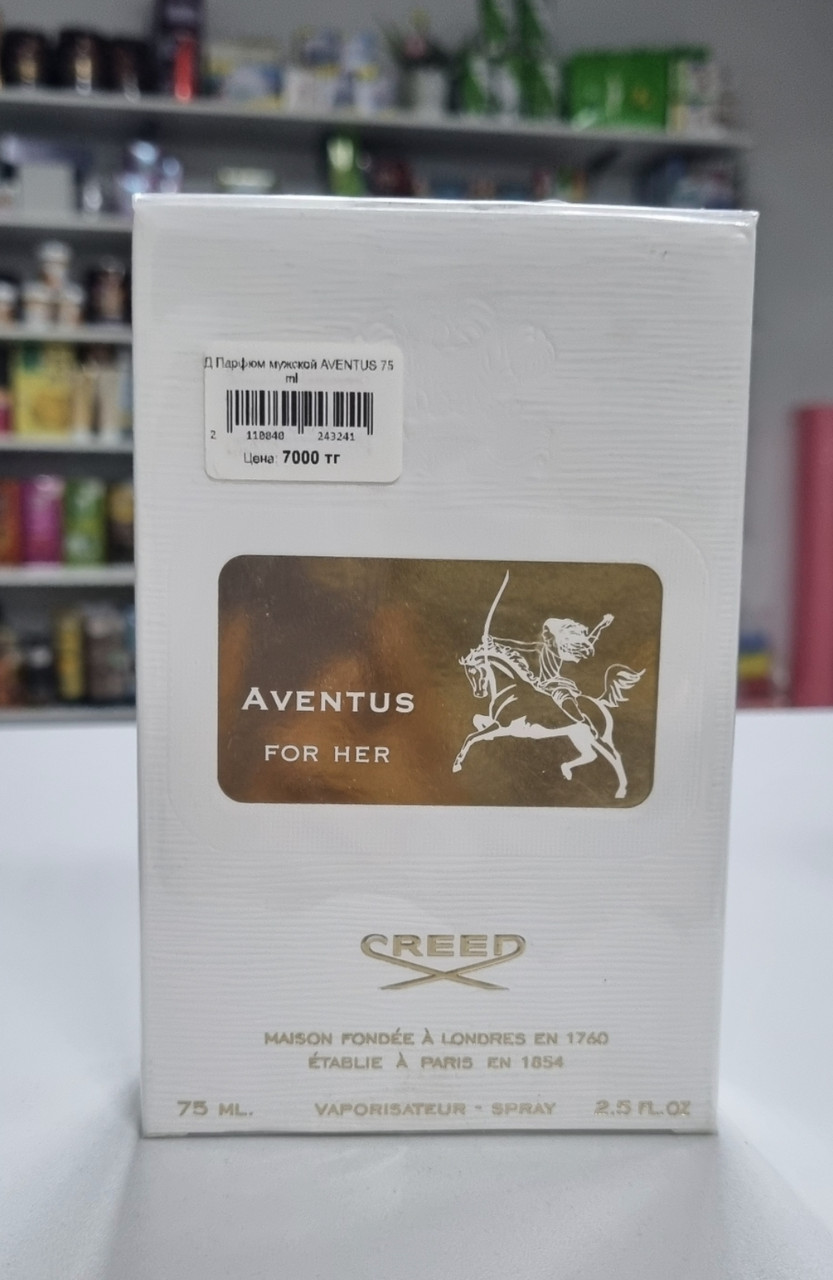 Д Парфюм мужской AVENTUS 75
ml
2 110040 243241
Цена: 7000 тг
AVENTUS
FOR HER
CREED
MAISON FONDÉE À LONDRES EN 1760
ÉTABLIE À PARIS EN 1854
75 ML. VAPORISATEUR - SPRAY 2.5 FL.OZ